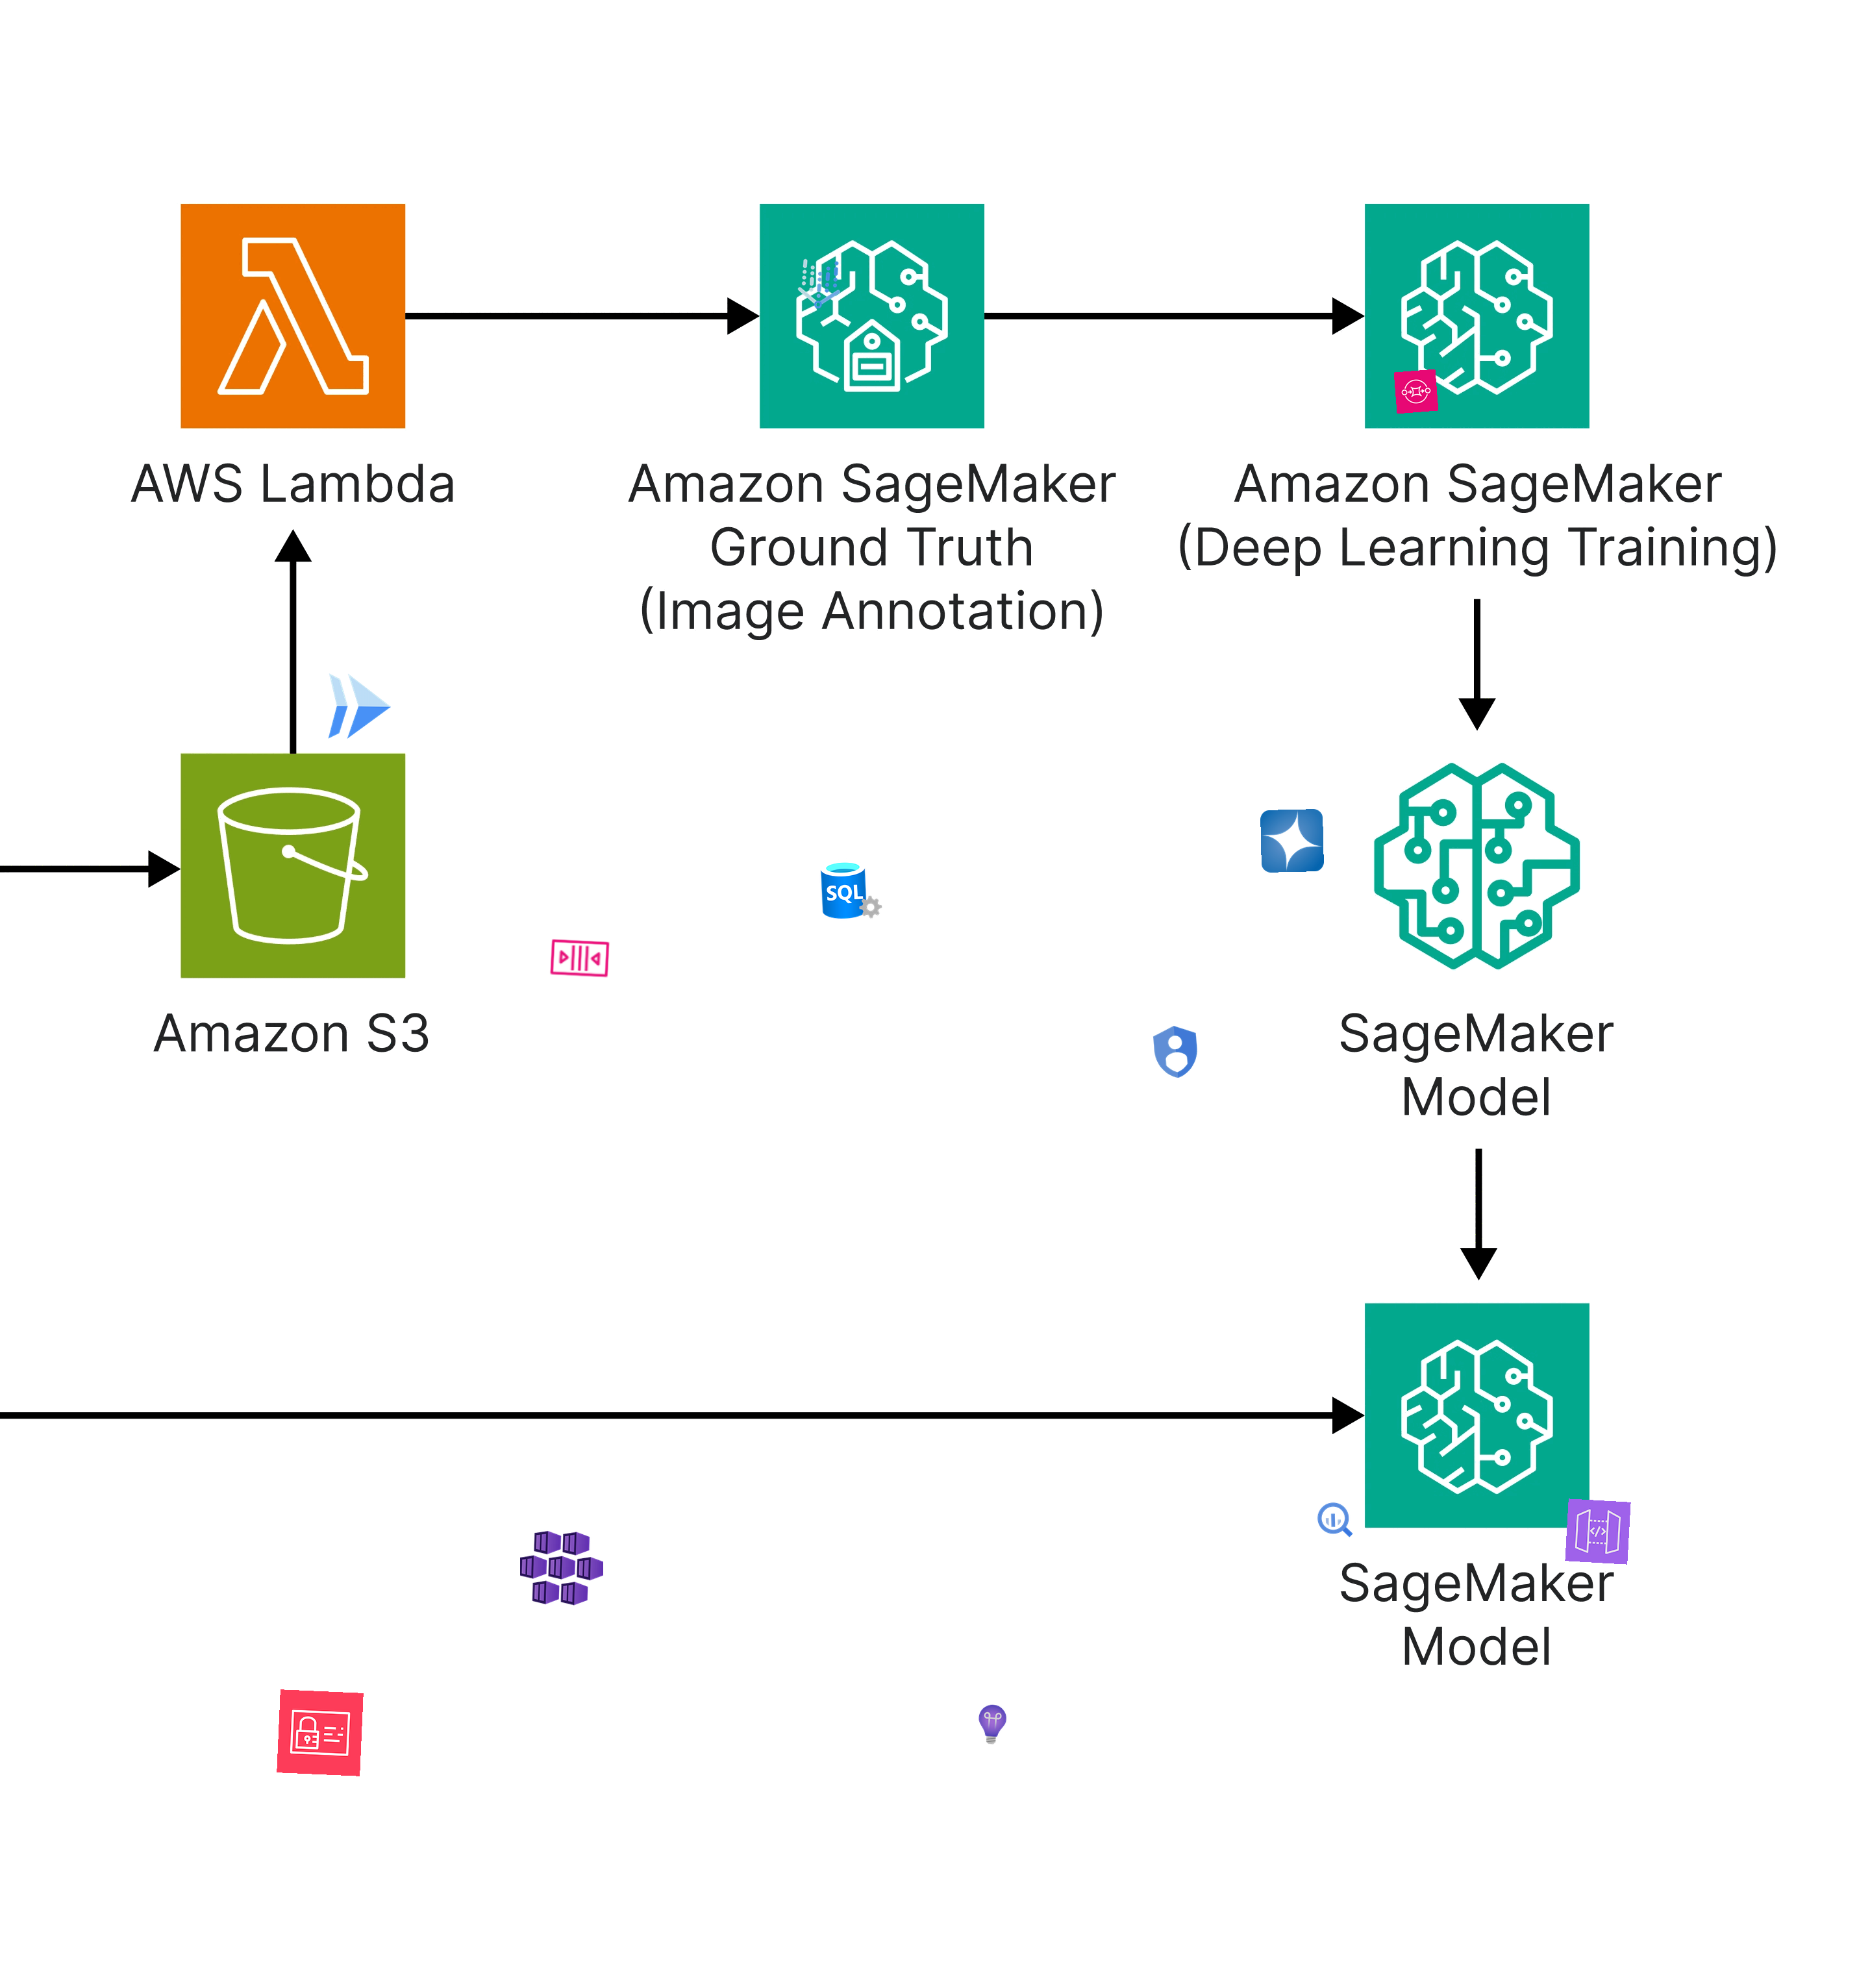 AWS Lambda
Amazon SageMaker
Ground Truth
(Image Annotation)
Amazon SageMaker
(Deep Learning Training)
SQL
Amazon S3
SageMaker
Model
SageMaker
Model